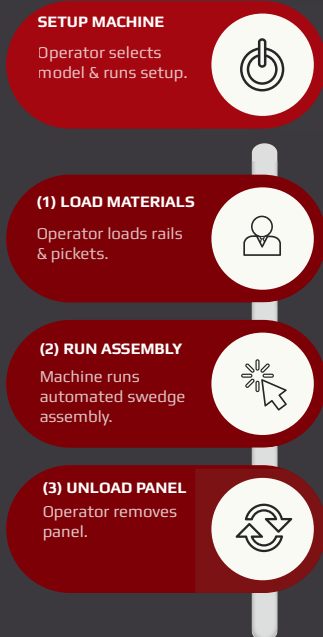 SETUP MACHINE
Operator selects
model & runs setup.
(1) LOAD MATERIALS
Operator loads rails
& pickets.
(2) RUN ASSEMBLY
Machine runs
automated swedge
assembly.
(3) UNLOAD PANEL
Operator removes
panel.